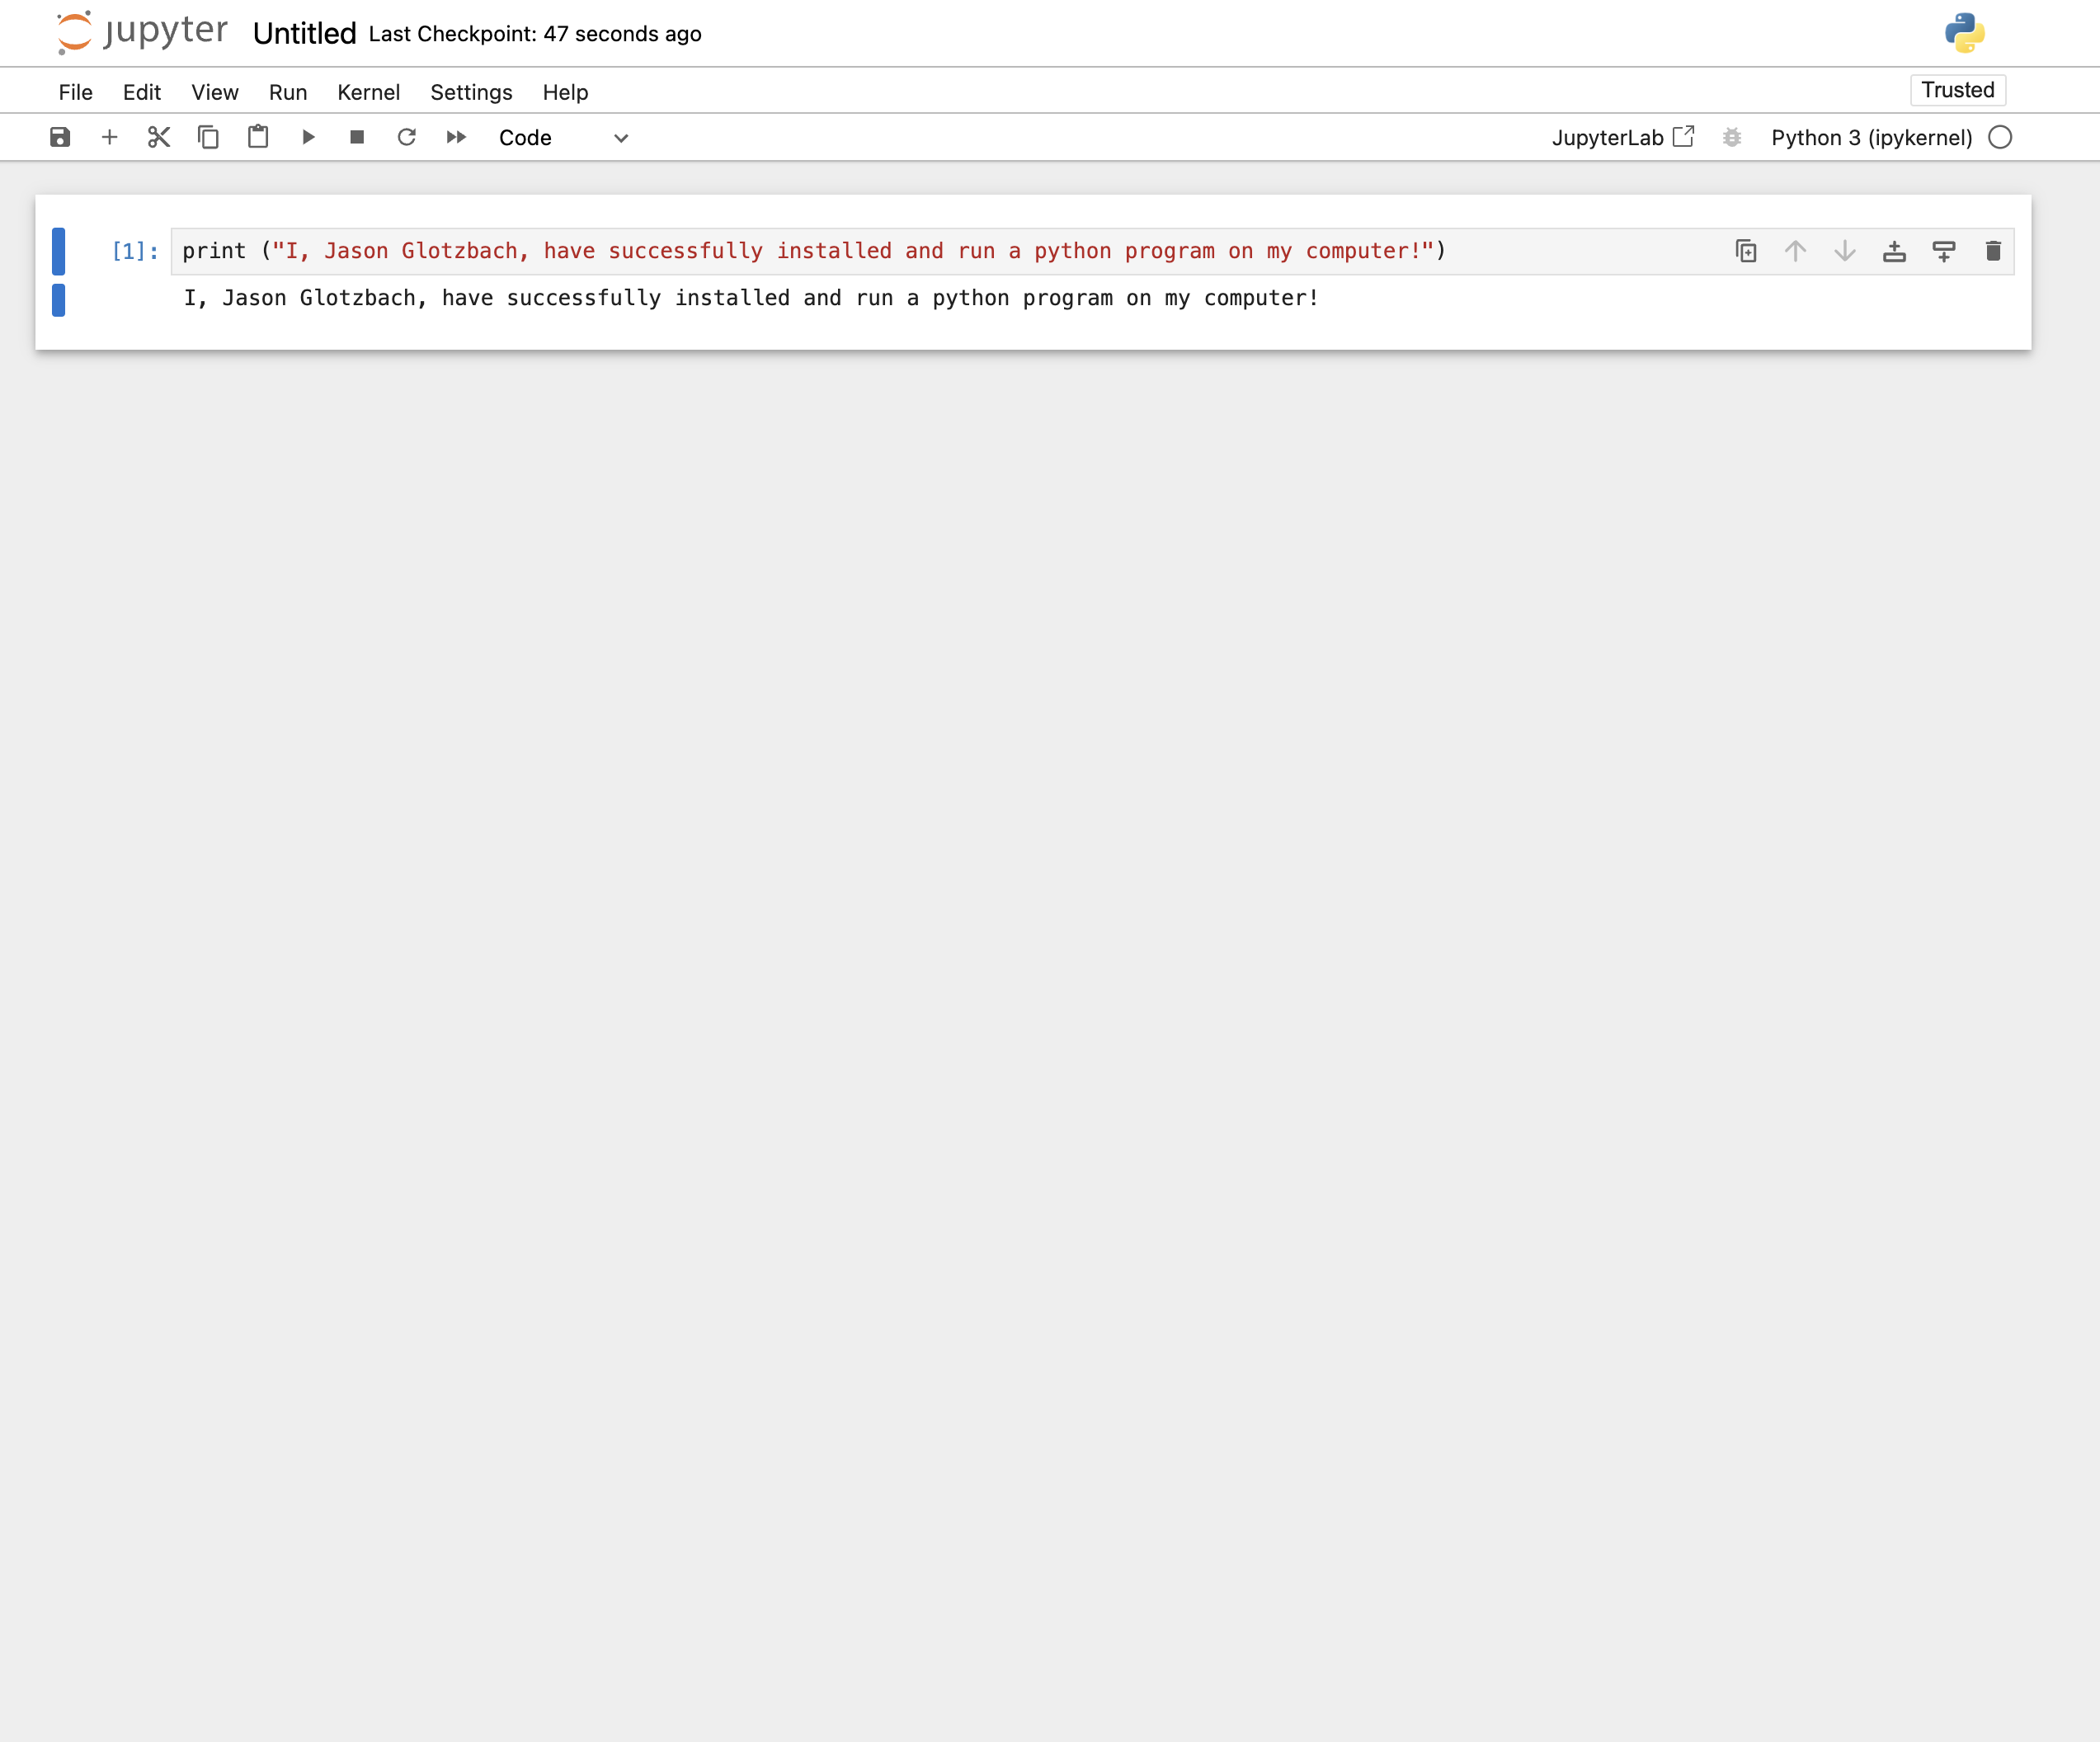 jupyter Untitled Last Checkpoint: 47 seconds ago
File Edit View Run Kernel Settings Help Trusted
Code JupyterLab Python 3 (ipykernel)
[1]: print ("I, Jason Glotzbach, have successfully installed and run a python program on my computer!")
I, Jason Glotzbach, have successfully installed and run a python program on my computer!